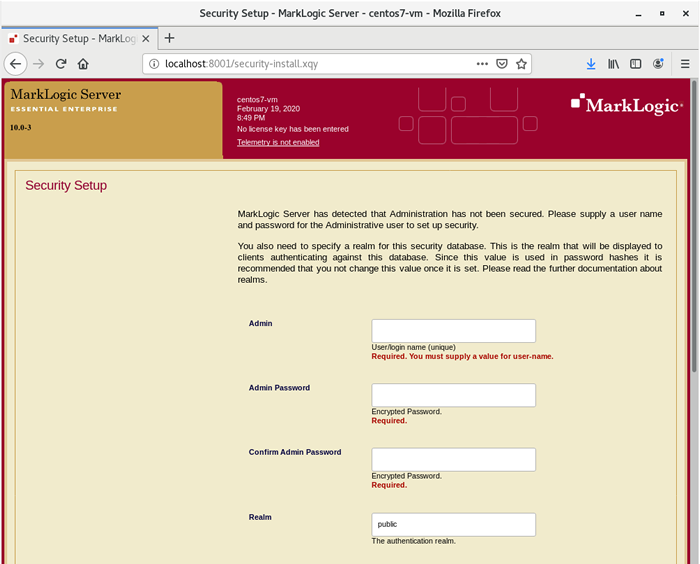 Security Setup - MarkLogic Server - centos7-vm - Mozilla Firefox
Security Setup - MarkLog
localhost:8001/security-install.xqy
MarkLogic Server
ESSENTIAL ENTERPRISE
10.0-3
centos7-vm
February 19, 2020
8:49 PM
No license key has been entered
Telemetry is not enabled
MarkLogic
Security Setup
MarkLogic Server has detected that Administration has not been secured. Please supply a user name
and password for the Administrative user to set up security.
You also need to specify a realm for this security database. This is the realm that will be displayed to
clients authenticating against this database. Since this value is used in password hashes it is
recommended that you not change this value once it is set. Please read the further documentation about
realms.
Admin
User/login name (unique)
Required. You must supply a value for user-name.
Admin Password
Encrypted Password.
Required.
Confirm Admin Password
Encrypted Password.
Required.
Realm
public
The authentication realm.